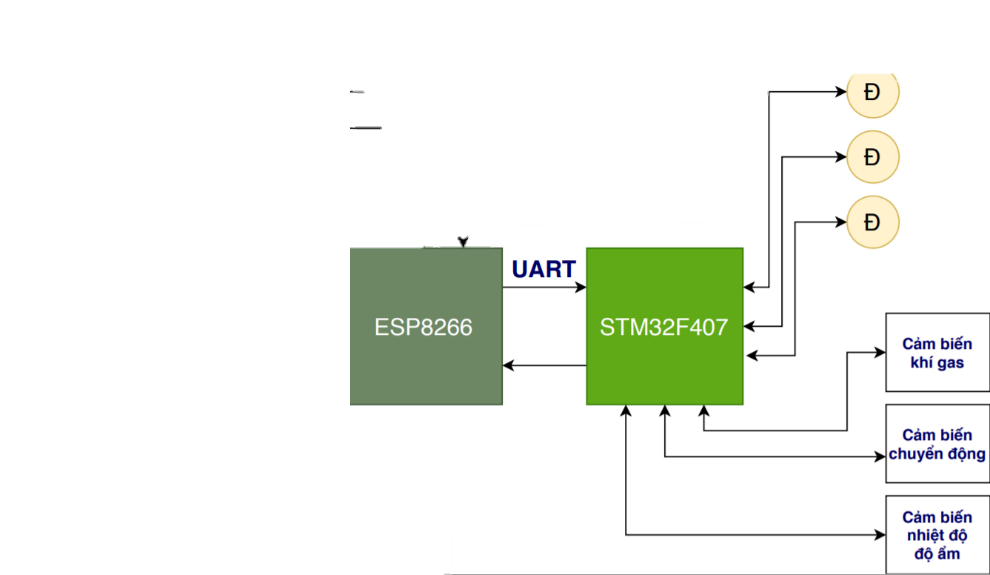 Đ
Đ
Đ
UART
ESP8266
STM32F407
Cảm biến
khí gas
Cảm biến
chuyển động
Cảm biến
nhiệt độ
độ ẩm